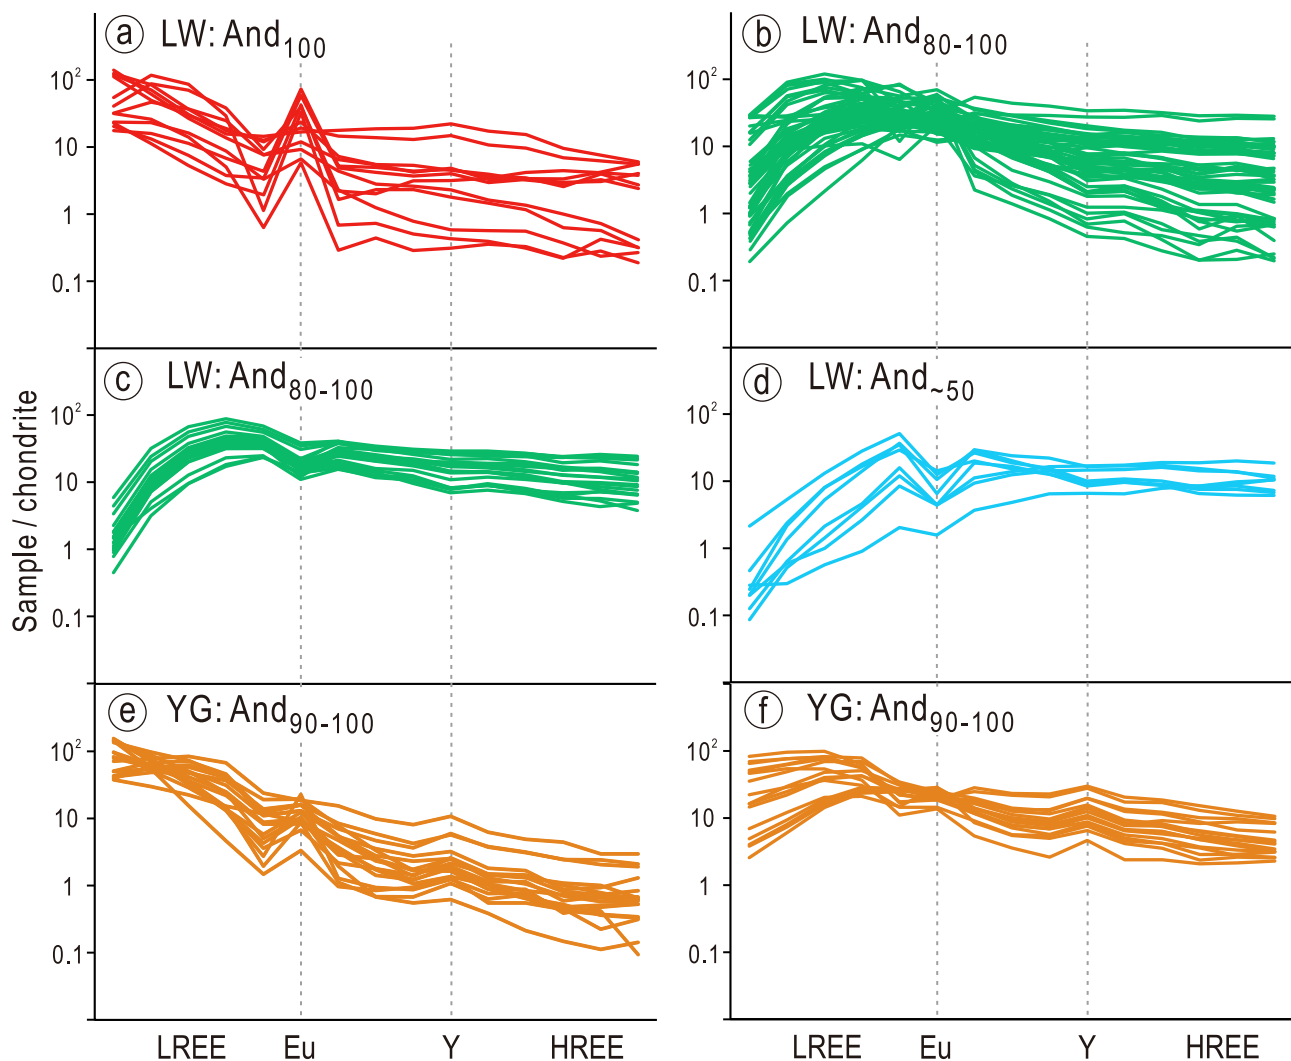 ⓐ LW: And₁₀₀
ⓑ LW: And₈₀₋₁₀₀
10²
10
1
0.1
10²
10
1
0.1
ⓒ LW: And₈₀₋₁₀₀
ⓓ LW: And~₅₀
10²
10
1
0.1
10²
10
1
0.1
Sample / chondrite
ⓔ YG: And₉₀₋₁₀₀
ⓕ YG: And₉₀₋₁₀₀
10²
10
1
0.1
10²
10
1
0.1
LREE Eu Y HREE
LREE Eu Y HREE